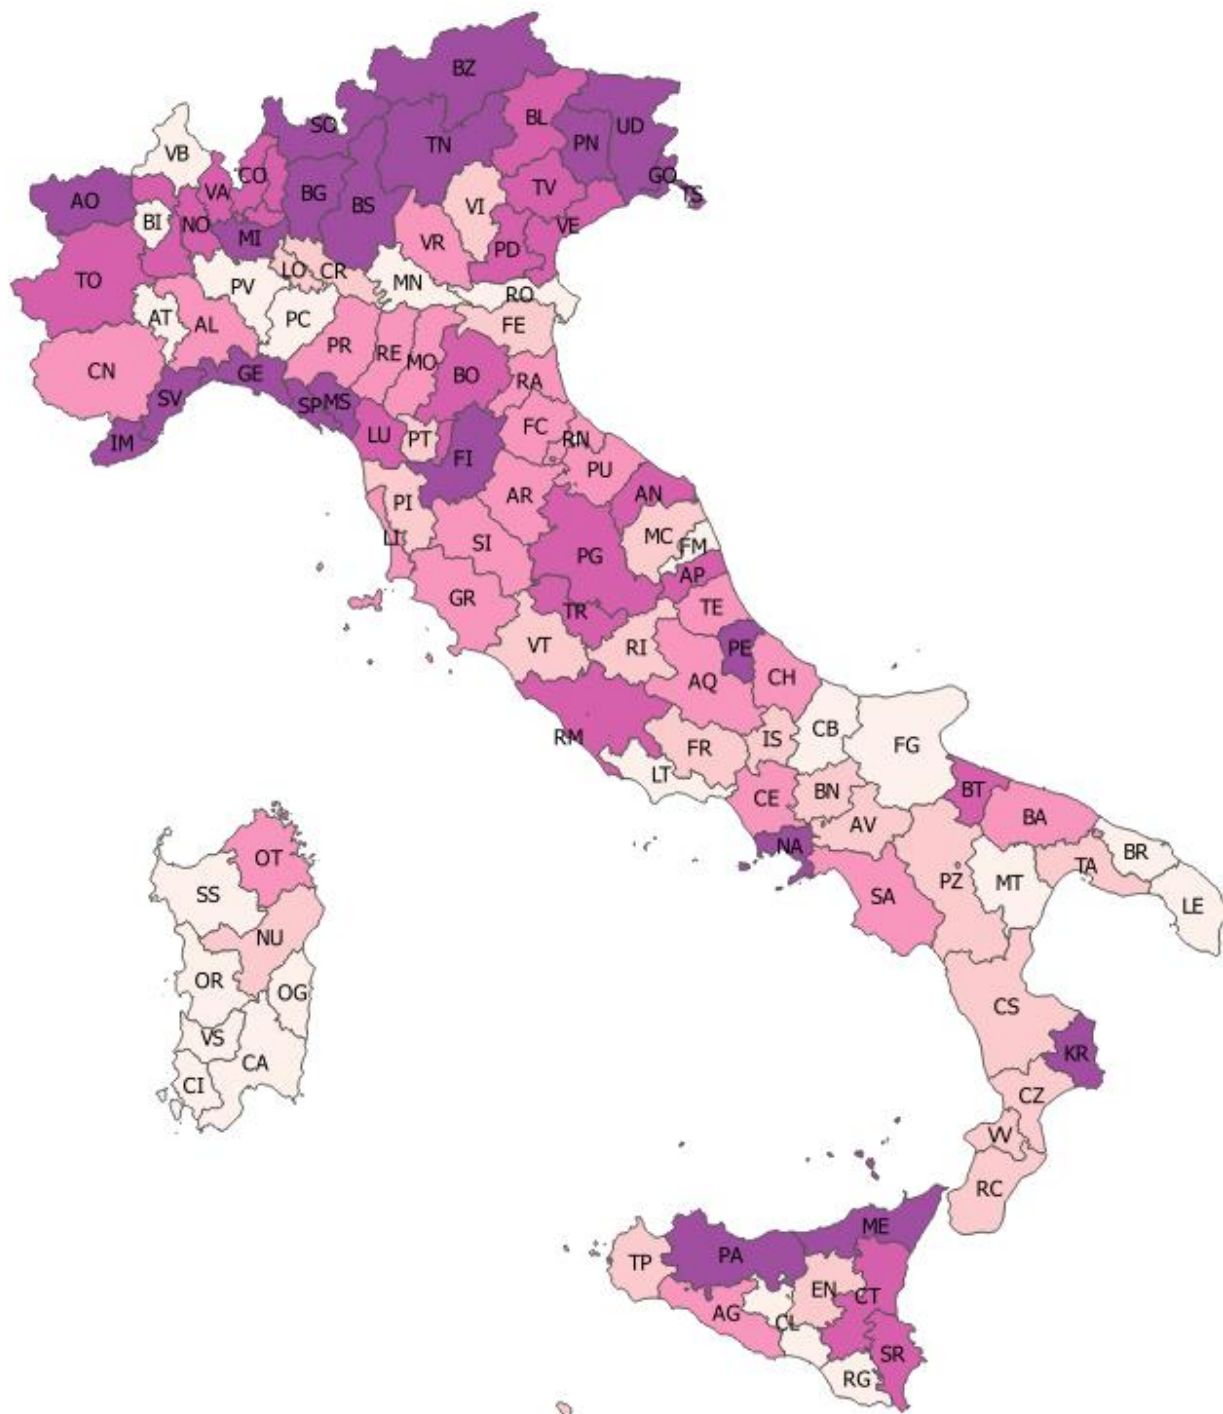 BZ
BL
UD
SO
PN
TN
VB
GO
CO
TV
TS
VA
BG
AO
BS
VI
BI
NO
VE
MI
VR
PD
LO
CR
TO
MN
PV
RO
AT
PC
AL
FE
PR
RE
MO
CN
GE
BO
RA
SV
SP
MS
FC
LU
PT
RN
IM
FI
PU
AN
PI
AR
MC
LI
SI
FM
PG
AP
GR
TR
TE
VT
RI
PE
CH
AQ
CB
RM
IS
FR
FG
LT
BT
BN
CE
BA
AV
NA
BR
OT
TA
PZ
MT
SS
SA
LE
NU
OR
OG
CS
VS
KR
CA
CI
CZ
VV
RC
ME
PA
TP
EN
CT
AG
CL
SR
RG